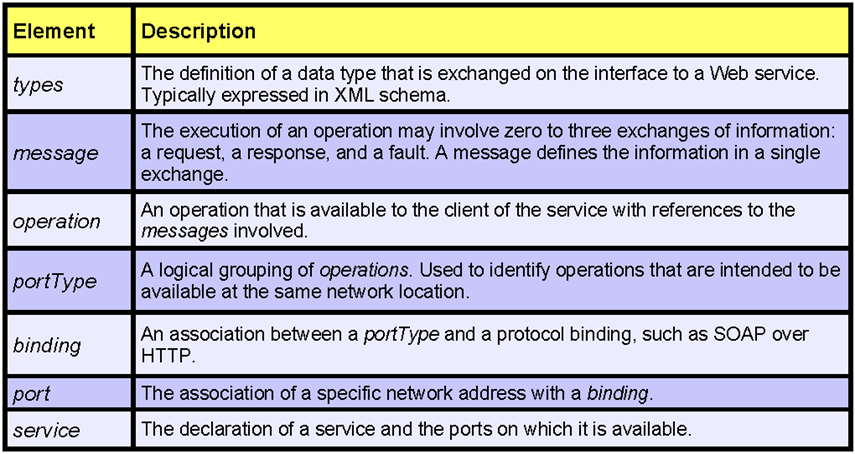 Element Description
types The definition of a data type that is exchanged on the interface to a Web service.
Typically expressed in XML schema.
message The execution of an operation may involve zero to three exchanges of information:
a request, a response, and a fault. A message defines the information in a single
exchange.
operation An operation that is available to the client of the service with references to the
messages involved.
portType A logical grouping of operations. Used to identify operations that are intended to be
available at the same network location.
binding An association between a portType and a protocol binding, such as SOAP over
HTTP.
port The association of a specific network address with a binding.
service The declaration of a service and the ports on which it is available.